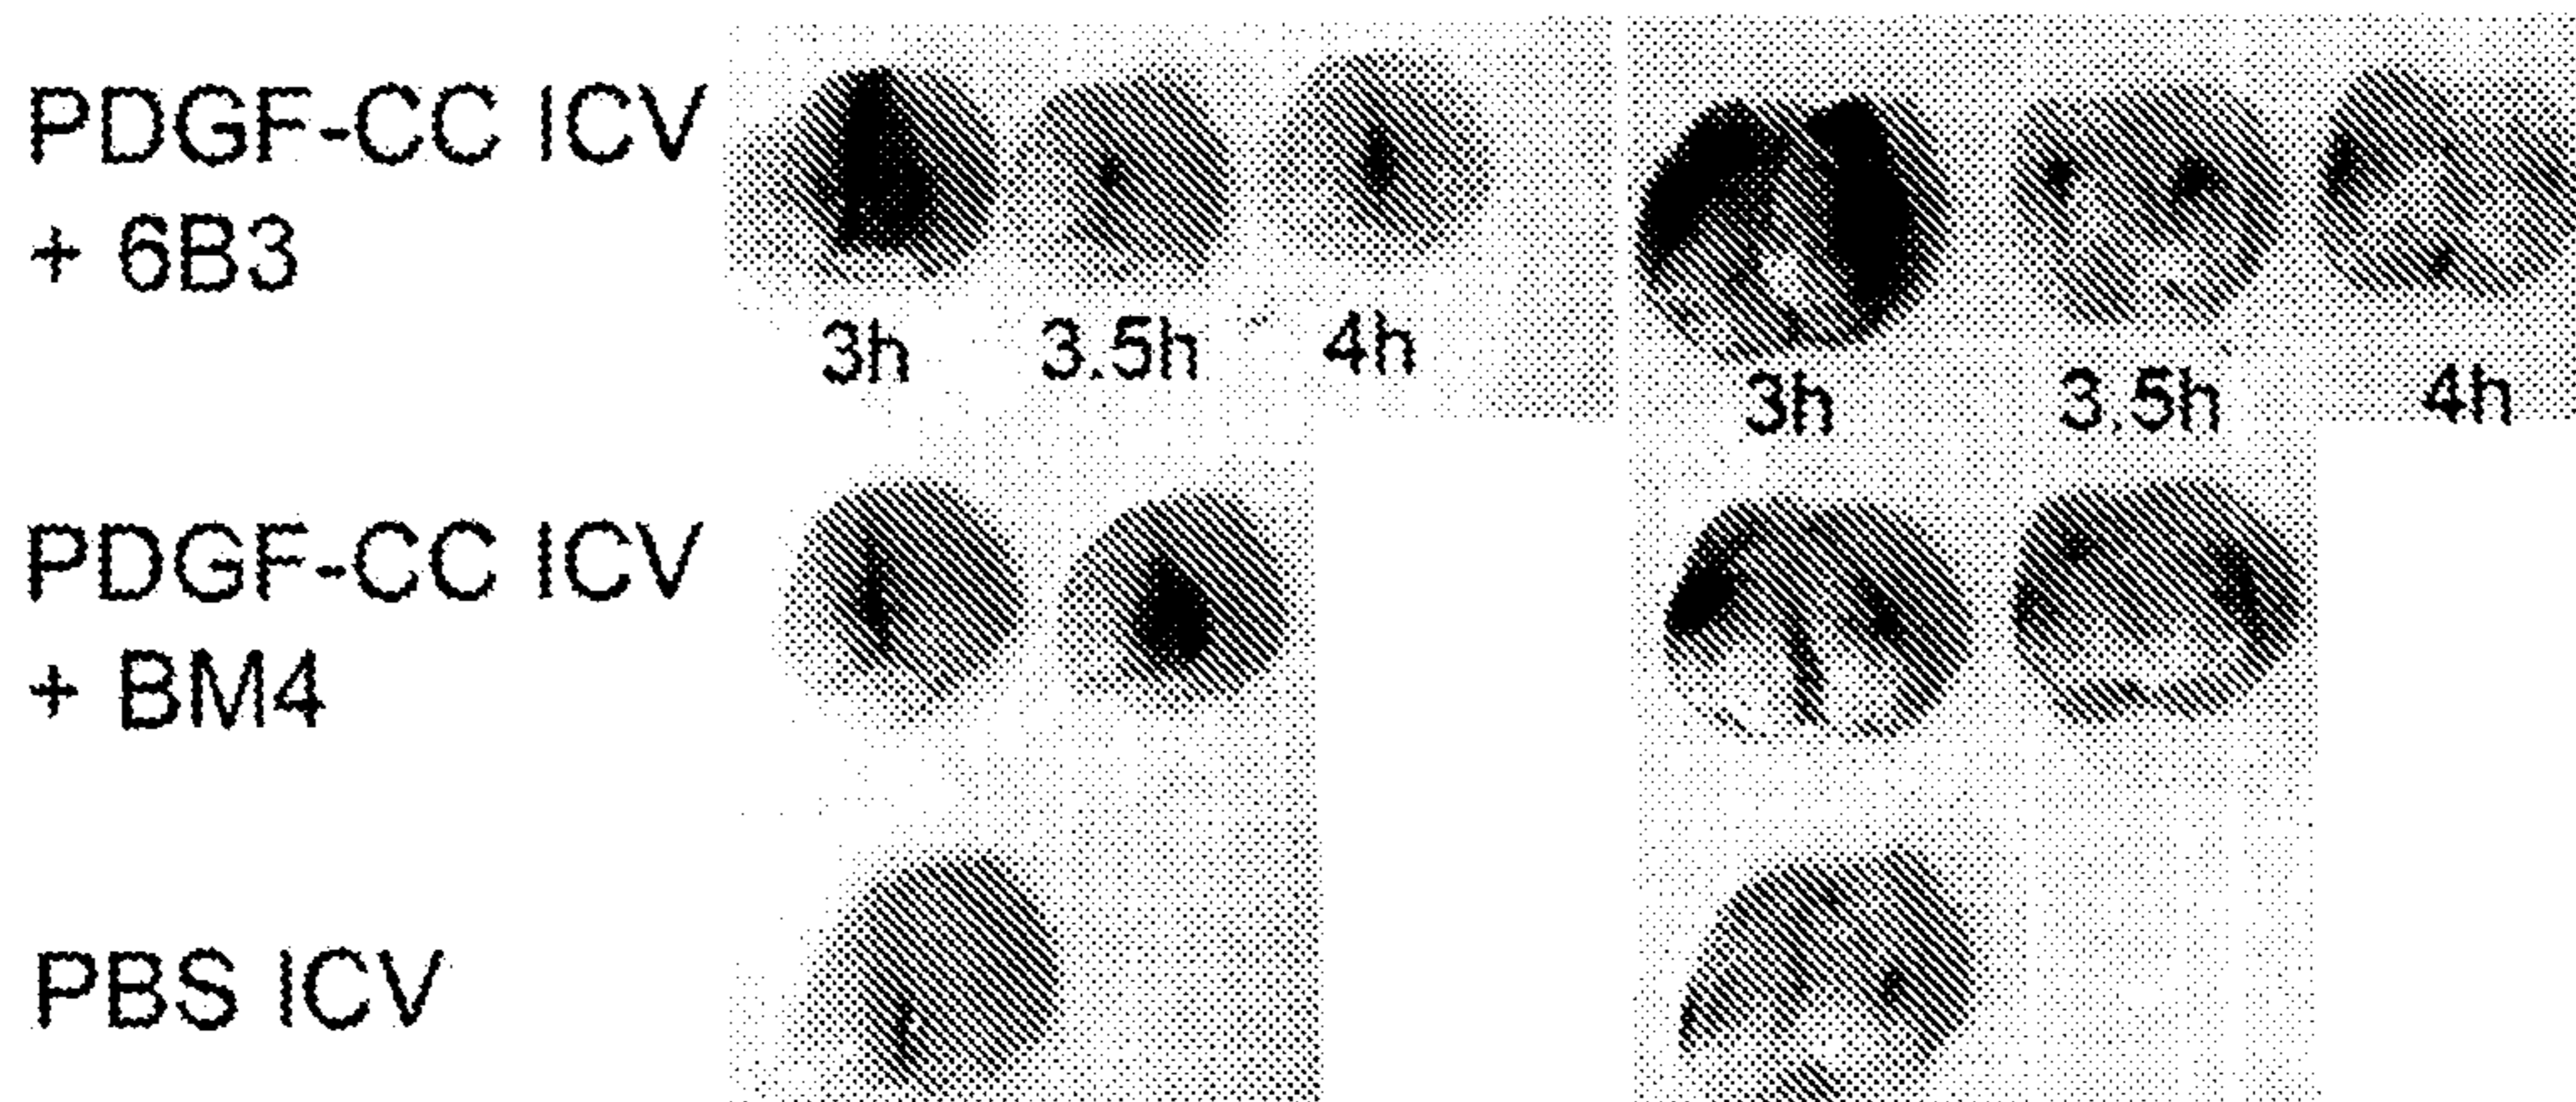 PDGF-CC ICV
+ 6B3
3h 3.5h 4h
3h 3.5h 4h
PDGF-CC ICV
+ BM4
PBS ICV